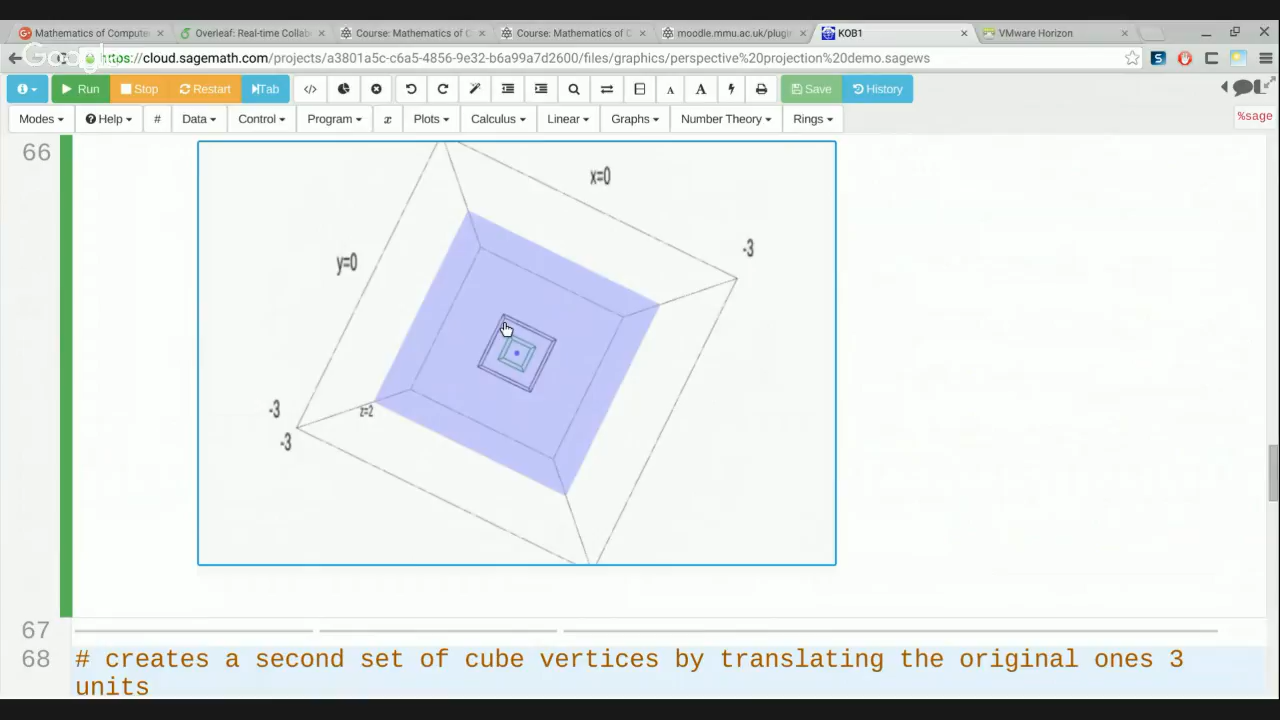 Mathematics of Compute
Overleaf: Real-time Collab
Course: Mathematics of C
Course: Mathematics of C
moodle.mmu.ac.uk/plugi
KOB1
VMware Horizon
Google
https://cloud.sagemath.com/projects/a3801a5c-c6a5-4856-9e32-b6a99a7d2600/files/graphics/perspective%20projection%20demo.sagews
Run
Stop
Restart
Tab
</>
A
A
Save
History
Modes
Help
#
Data
Control
Program
x
Plots
Calculus
Linear
Graphs
Number Theory
Rings
%sage
66
x=0
-3
y=0
-3
z=2
-3
67
68
# creates a second set of cube vertices by translating the original ones 3
units